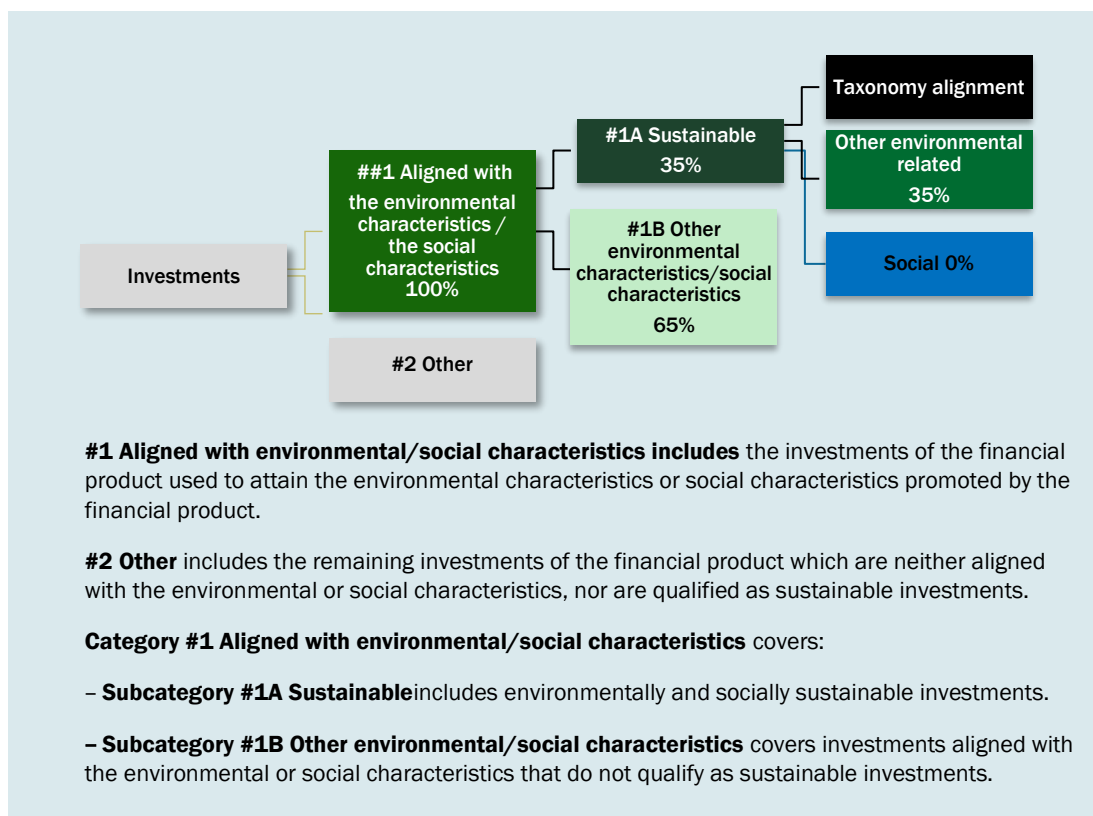 Taxonomy alignment
#1A Sustainable
35%
Other environmental
related
35%
##1 Aligned with
the environmental
characteristics /
the social
characteristics
100%
#1B Other
environmental
characteristics/social
characteristics
65%
Investments
Social 0%
#2 Other
#1 Aligned with environmental/social characteristics includes the investments of the financial
product used to attain the environmental characteristics or social characteristics promoted by the
financial product.
#2 Other includes the remaining investments of the financial product which are neither aligned
with the environmental or social characteristics, nor are qualified as sustainable investments.
Category #1 Aligned with environmental/social characteristics covers:
– Subcategory #1A Sustainableincludes environmentally and socially sustainable investments.
– Subcategory #1B Other environmental/social characteristics covers investments aligned with
the environmental or social characteristics that do not qualify as sustainable investments.